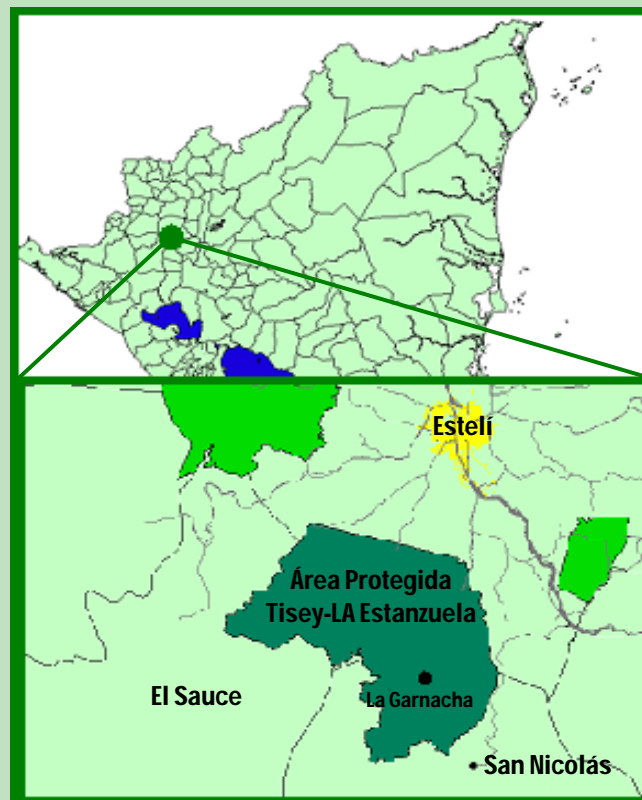 Estelí
Área Protegida
Tisey-LA Estanzuela
El Sauce
La Garnacha
San Nicolás